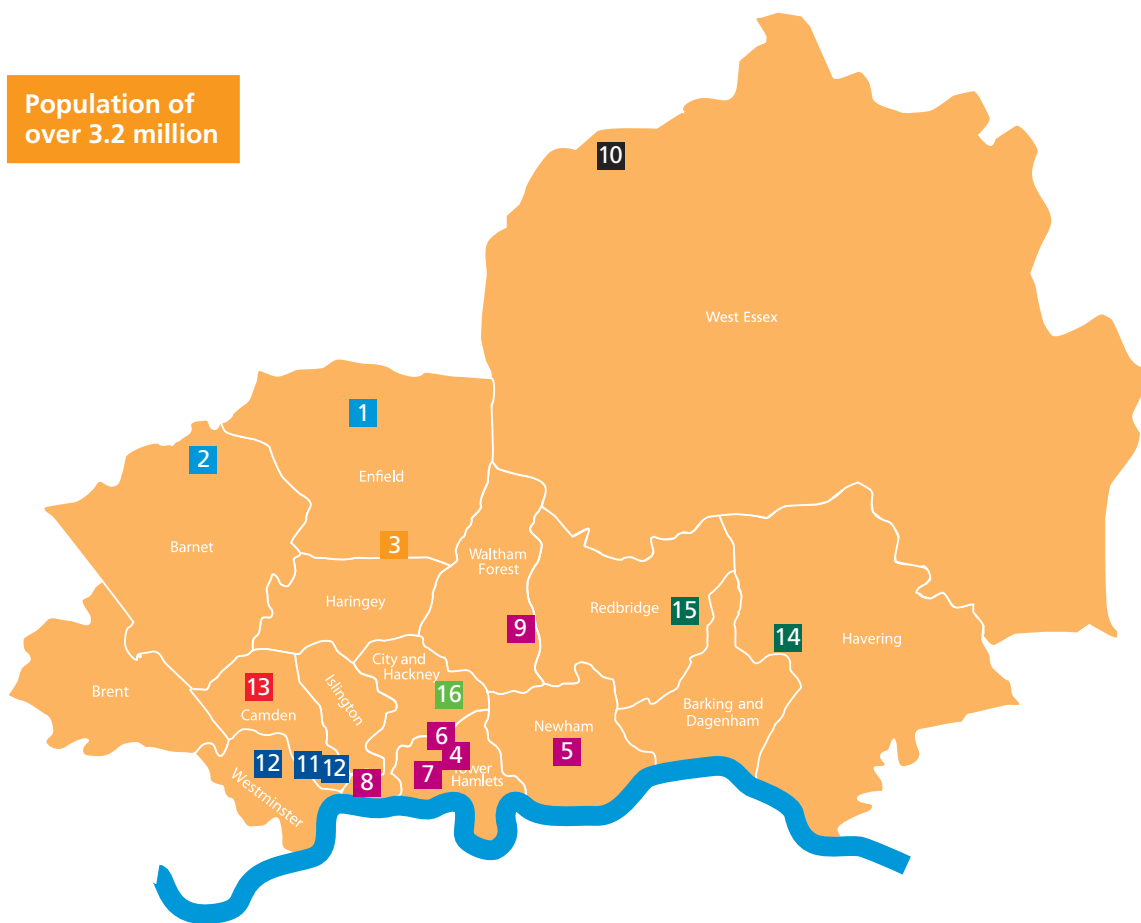 Population of
over 3.2 million
10
West Essex
1
2
Enfield
3
Barnet
Waltham
Forest
Haringey
Redbridge
15
9
14
Havering
City and
Hackney
13
Islington
16
Brent
Camden
Barking and
Dagenham
Newham
6
5
4
12
11
12
7
8
Tower
Hamlets
Westminster